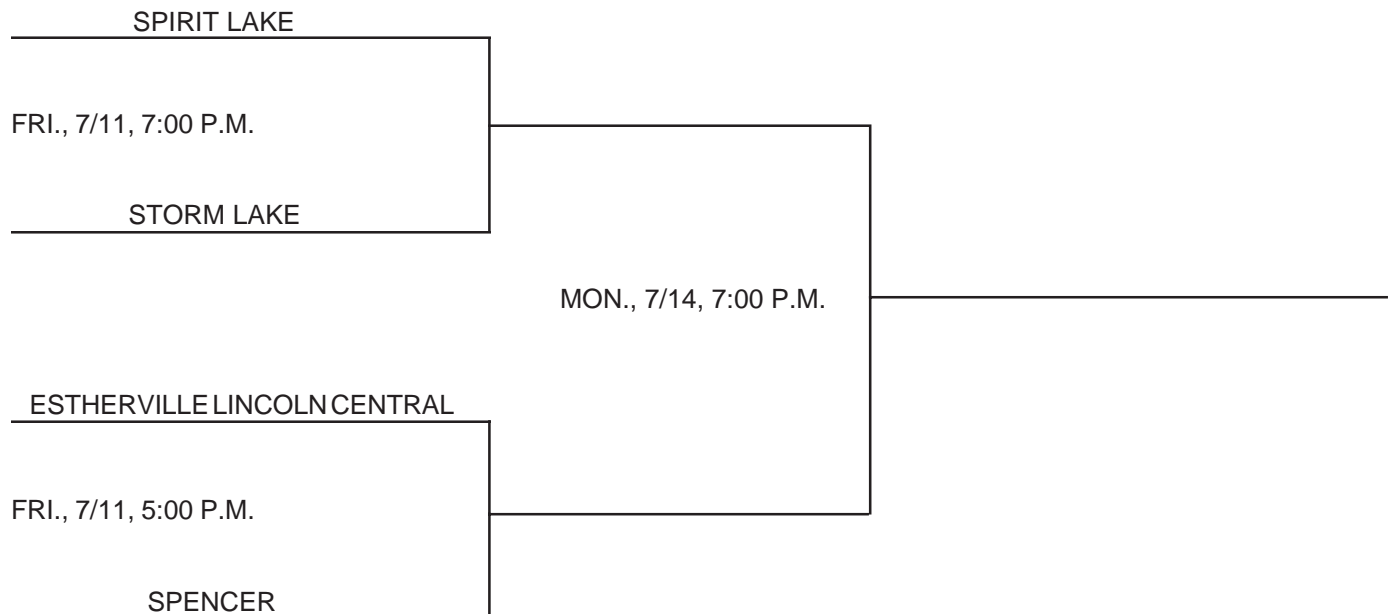 SPIRIT LAKE
FRI., 7/11, 7:00 P.M.
STORM LAKE
MON., 7/14, 7:00 P.M.
ESTHERVILLE LINCOLN CENTRAL
FRI., 7/11, 5:00 P.M.
SPENCER